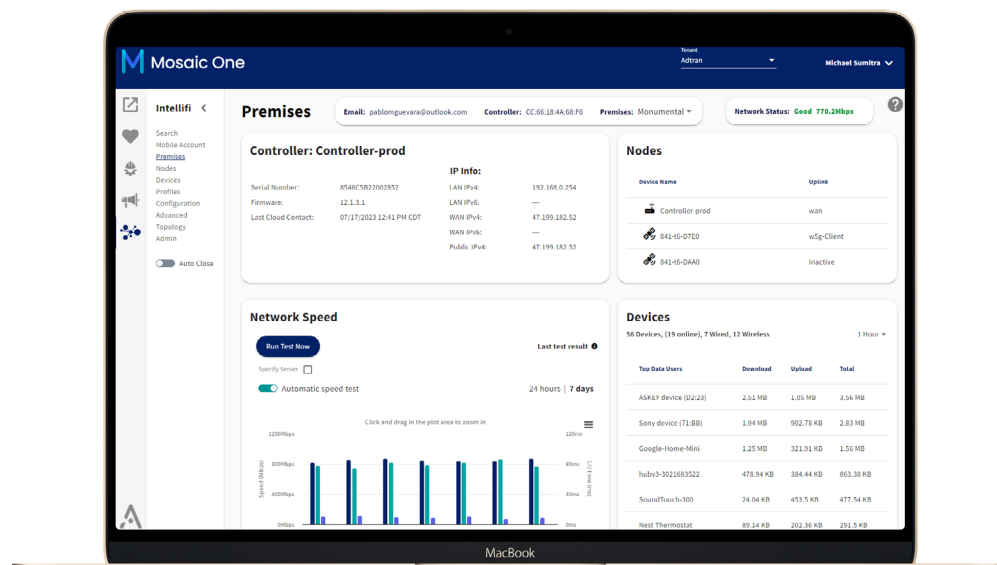 Mosaic One
Tenant
Adtran
Michael Sumitra
Intellifi
Search
Mobile Account
Premises
Nodes
Devices
Profiles
Configuration
Advanced
Topology
Admin
Auto Close
Premises
Email: pablomguevara@outlook.com Controller: CC:66:18:4A:68:F0 Premises: Monumental
Network Status: Good 770.2Mbps
?
Controller: Controller-prod
IP Info:
Serial Number: 8546C5B22002852 LAN IPv4: 192.168.0.254
Firmware: 12.1.3.1 LAN IPv6: ---
Last Cloud Contact: 07/17/2023 12:41 PM CDT WAN IPv4: 47.199.182.52
WAN IPv6: ---
Public IPv4: 47.199.182.52
Nodes
Device Name Uplink
Controller-prod wan
841-t6-D7E0 w5g-Client
841-t6-DAA0 Inactive
Network Speed
Run Test Now
Last test result
Specify Server
Automatic speed test
24 hours | 7 days
Click and drag in the plot area to zoom in
1200Mbps 120ms
800Mbps 80ms
400Mbps 40ms
0Mbps 0ms
Speed (Mbps)
Devices
56 Devices, (19 online), 7 Wired, 12 Wireless
1 Hour
Top Data Users Download Upload Total
ASKEY device (D2:23) 2.51 MB 1.05 MB 3.56 MB
Sony device (71:BB) 1.94 MB 902.78 KB 2.83 MB
Google-Home-Mini 1.25 MB 321.91 KB 1.56 MB
hubv3-3021683522 478.94 KB 384.44 KB 863.38 KB
SoundTouch-300 24.04 KB 453.5 KB 477.54 KB
Nest Thermostat 89.14 KB 202.36 KB 291.5 KB
MacBook